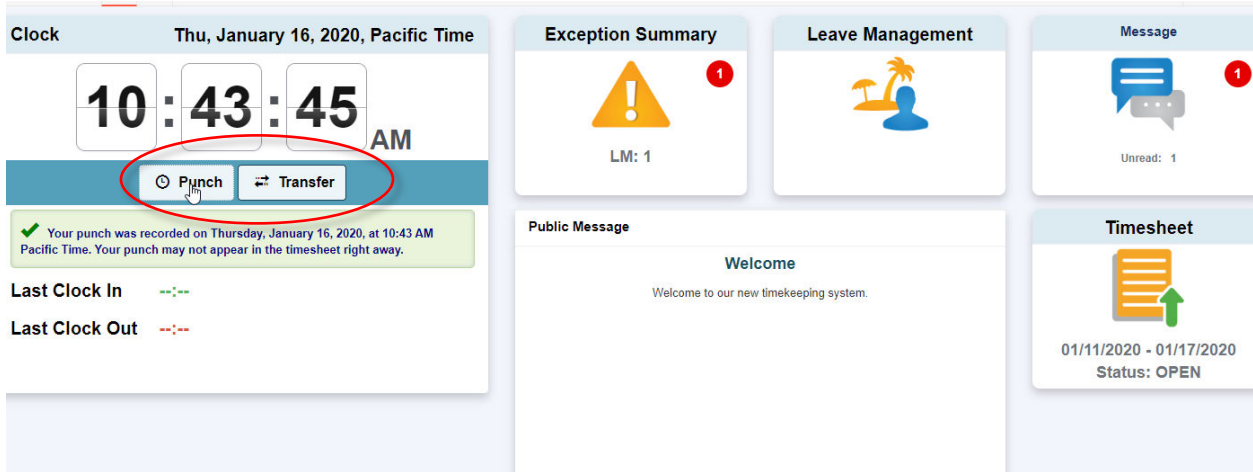 Clock
Thu, January 16, 2020, Pacific Time
10 : 43 : 45 AM
Punch
Transfer
Your punch was recorded on Thursday, January 16, 2020, at 10:43 AM
Pacific Time. Your punch may not appear in the timesheet right away.
Last Clock In --:--
Last Clock Out --:--
Exception Summary
1
LM: 1
Leave Management
Message
1
Unread: 1
Public Message
Welcome
Welcome to our new timekeeping system.
Timesheet
01/11/2020 - 01/17/2020
Status: OPEN